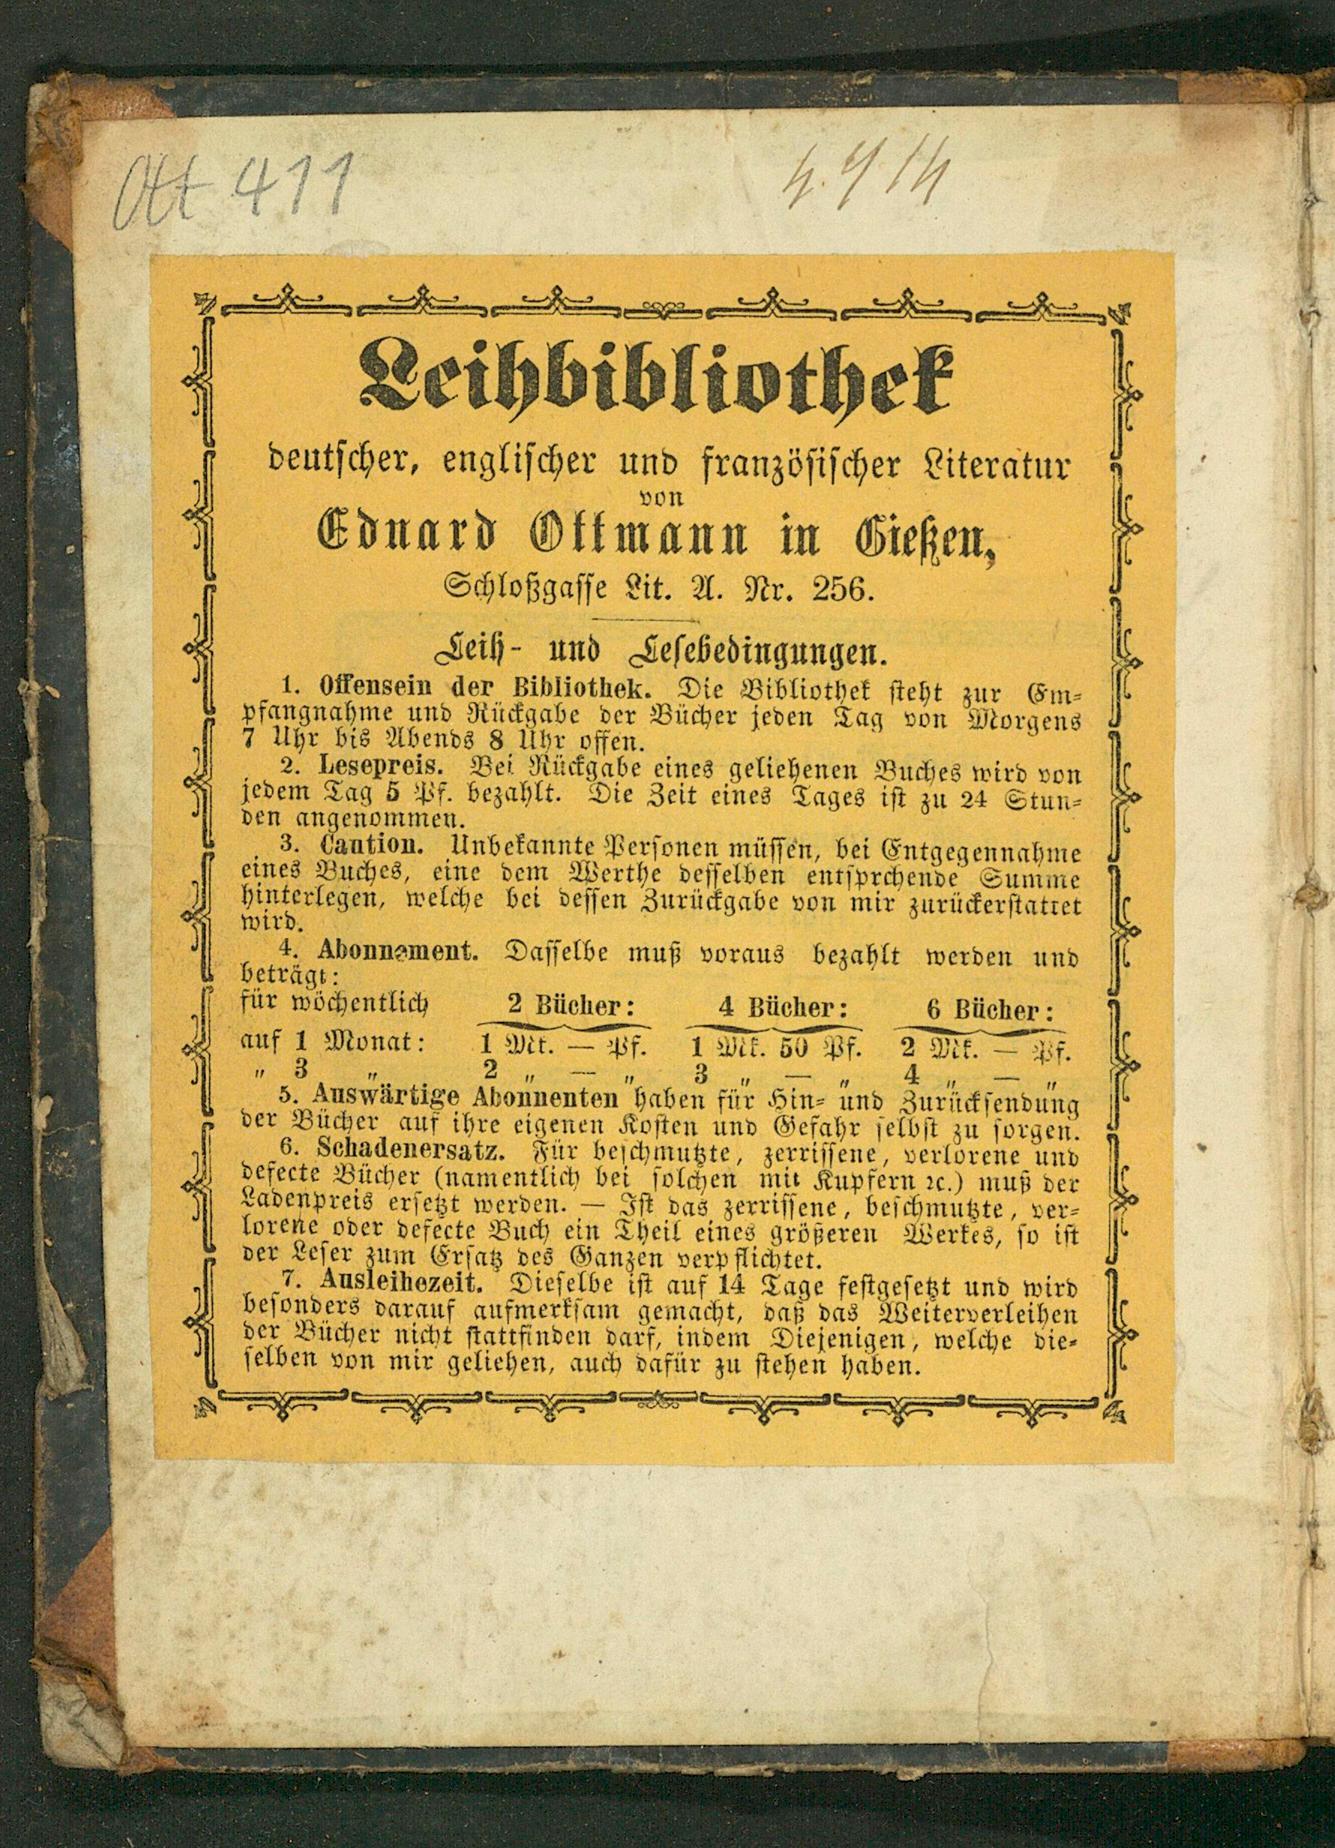 Ott 411
Leihbibliothek
deutscher, englischer und französischer Literatur
von
Eduard Ottmann in Gießen,
Schloßgasse Lit. A. Nr. 256.
Leih- und Lesebedingungen.
1. Offensein der Bibliothek. Die Bibliothek steht zur Em-
pfangnahme und Rückgabe der Bücher jeden Tag von Morgens
7 Uhr bis Abends 8 Uhr offen.
2. Lesepreis. Bei Rückgabe eines geliehenen Buches wird von
jedem Tag 5 Pf. bezahlt. Die Zeit eines Tages ist zu 24 Stun-
den angenommen.
3. Caution. Unbekannte Personen müssen, bei Entgegennahme
eines Buches, eine dem Werthe desselben entsprchende Summe
hinterlegen, welche bei dessen Zurückgabe von mir zurückerstattet
wird.
4. Abonnement. Dasselbe muß voraus bezahlt werden und
beträgt:
für wöchentlich 2 Bücher: 4 Bücher: 6 Bücher:
auf 1 Monat: 1 Mk. — Pf. 1 Mk. 50 Pf. 2 Mk. — Pf.
„ 3 „ 2 „ — „ 3 „ — „ 4 „ — „
5. Auswärtige Abonnenten haben für Hin- und Zurücksendung
der Bücher auf ihre eigenen Kosten und Gefahr selbst zu sorgen.
6. Schadenersatz. Für beschmutzte, zerrissene, verlorene und
defecte Bücher (namentlich bei solchen mit Kupfern ꝛc.) muß der
Ladenpreis ersetzt werden. — Ist das zerrissene, beschmutzte, ver-
lorene oder defecte Buch ein Theil eines größeren Werkes, so ist
der Leser zum Ersatz des Ganzen verpflichtet.
7. Ausleihezeit. Dieselbe ist auf 14 Tage festgesetzt und wird
besonders darauf aufmerksam gemacht, daß das Weiterverleihen
der Bücher nicht stattfinden darf, indem Diejenigen, welche die-
selben von mir geliehen, auch dafür zu stehen haben.